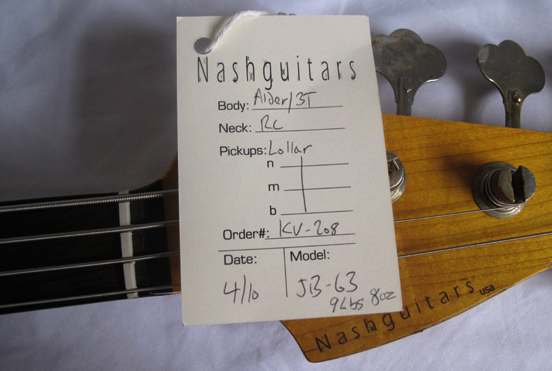 Nashguitars
Body: Alder/3T
Neck: RC
Pickups: Lollar
n
m
b
Order#: KV-208
Date: Model:
4/10 JB-63
9Lbs 8oz
Nashguitars usa